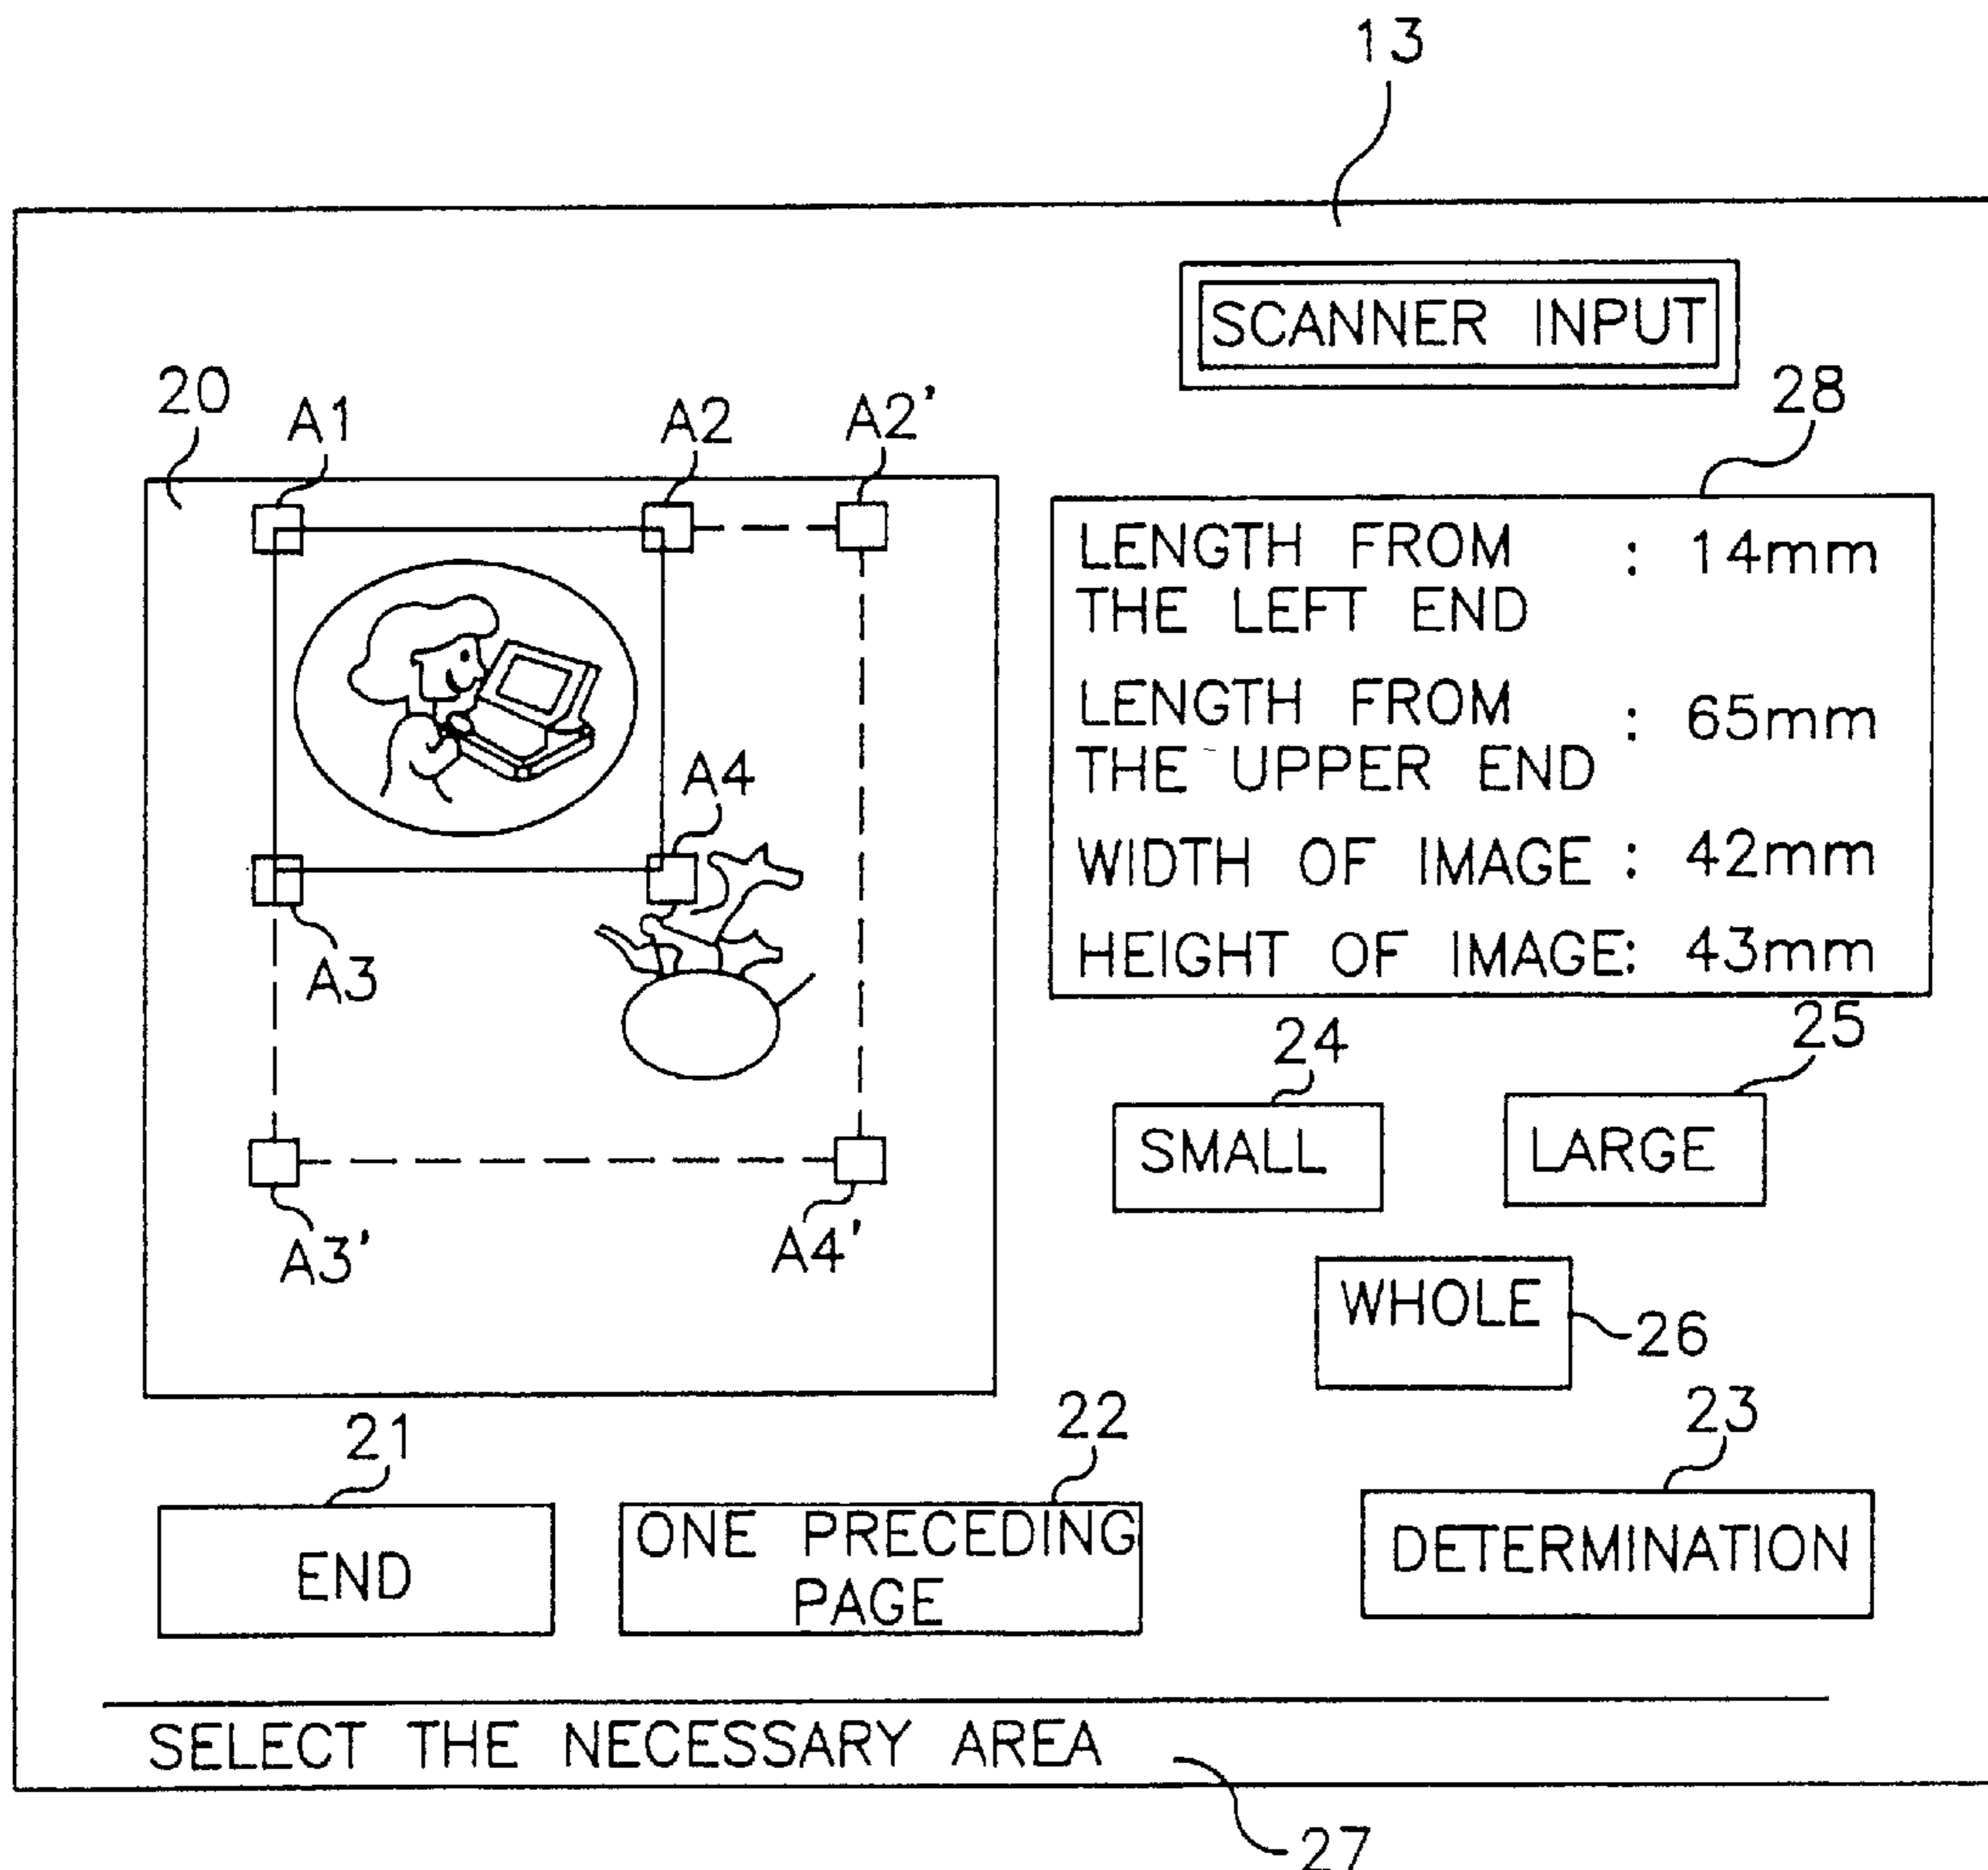 13
SCANNER INPUT
20
A1
A2
A2'
28
LENGTH FROM : 14mm
THE LEFT END
LENGTH FROM : 65mm
THE UPPER END
WIDTH OF IMAGE : 42mm
HEIGHT OF IMAGE: 43mm
A4
A3
24
25
SMALL
LARGE
A3'
A4'
WHOLE
26
21
22
23
END
ONE PRECEDING
PAGE
DETERMINATION
SELECT THE NECESSARY AREA
27